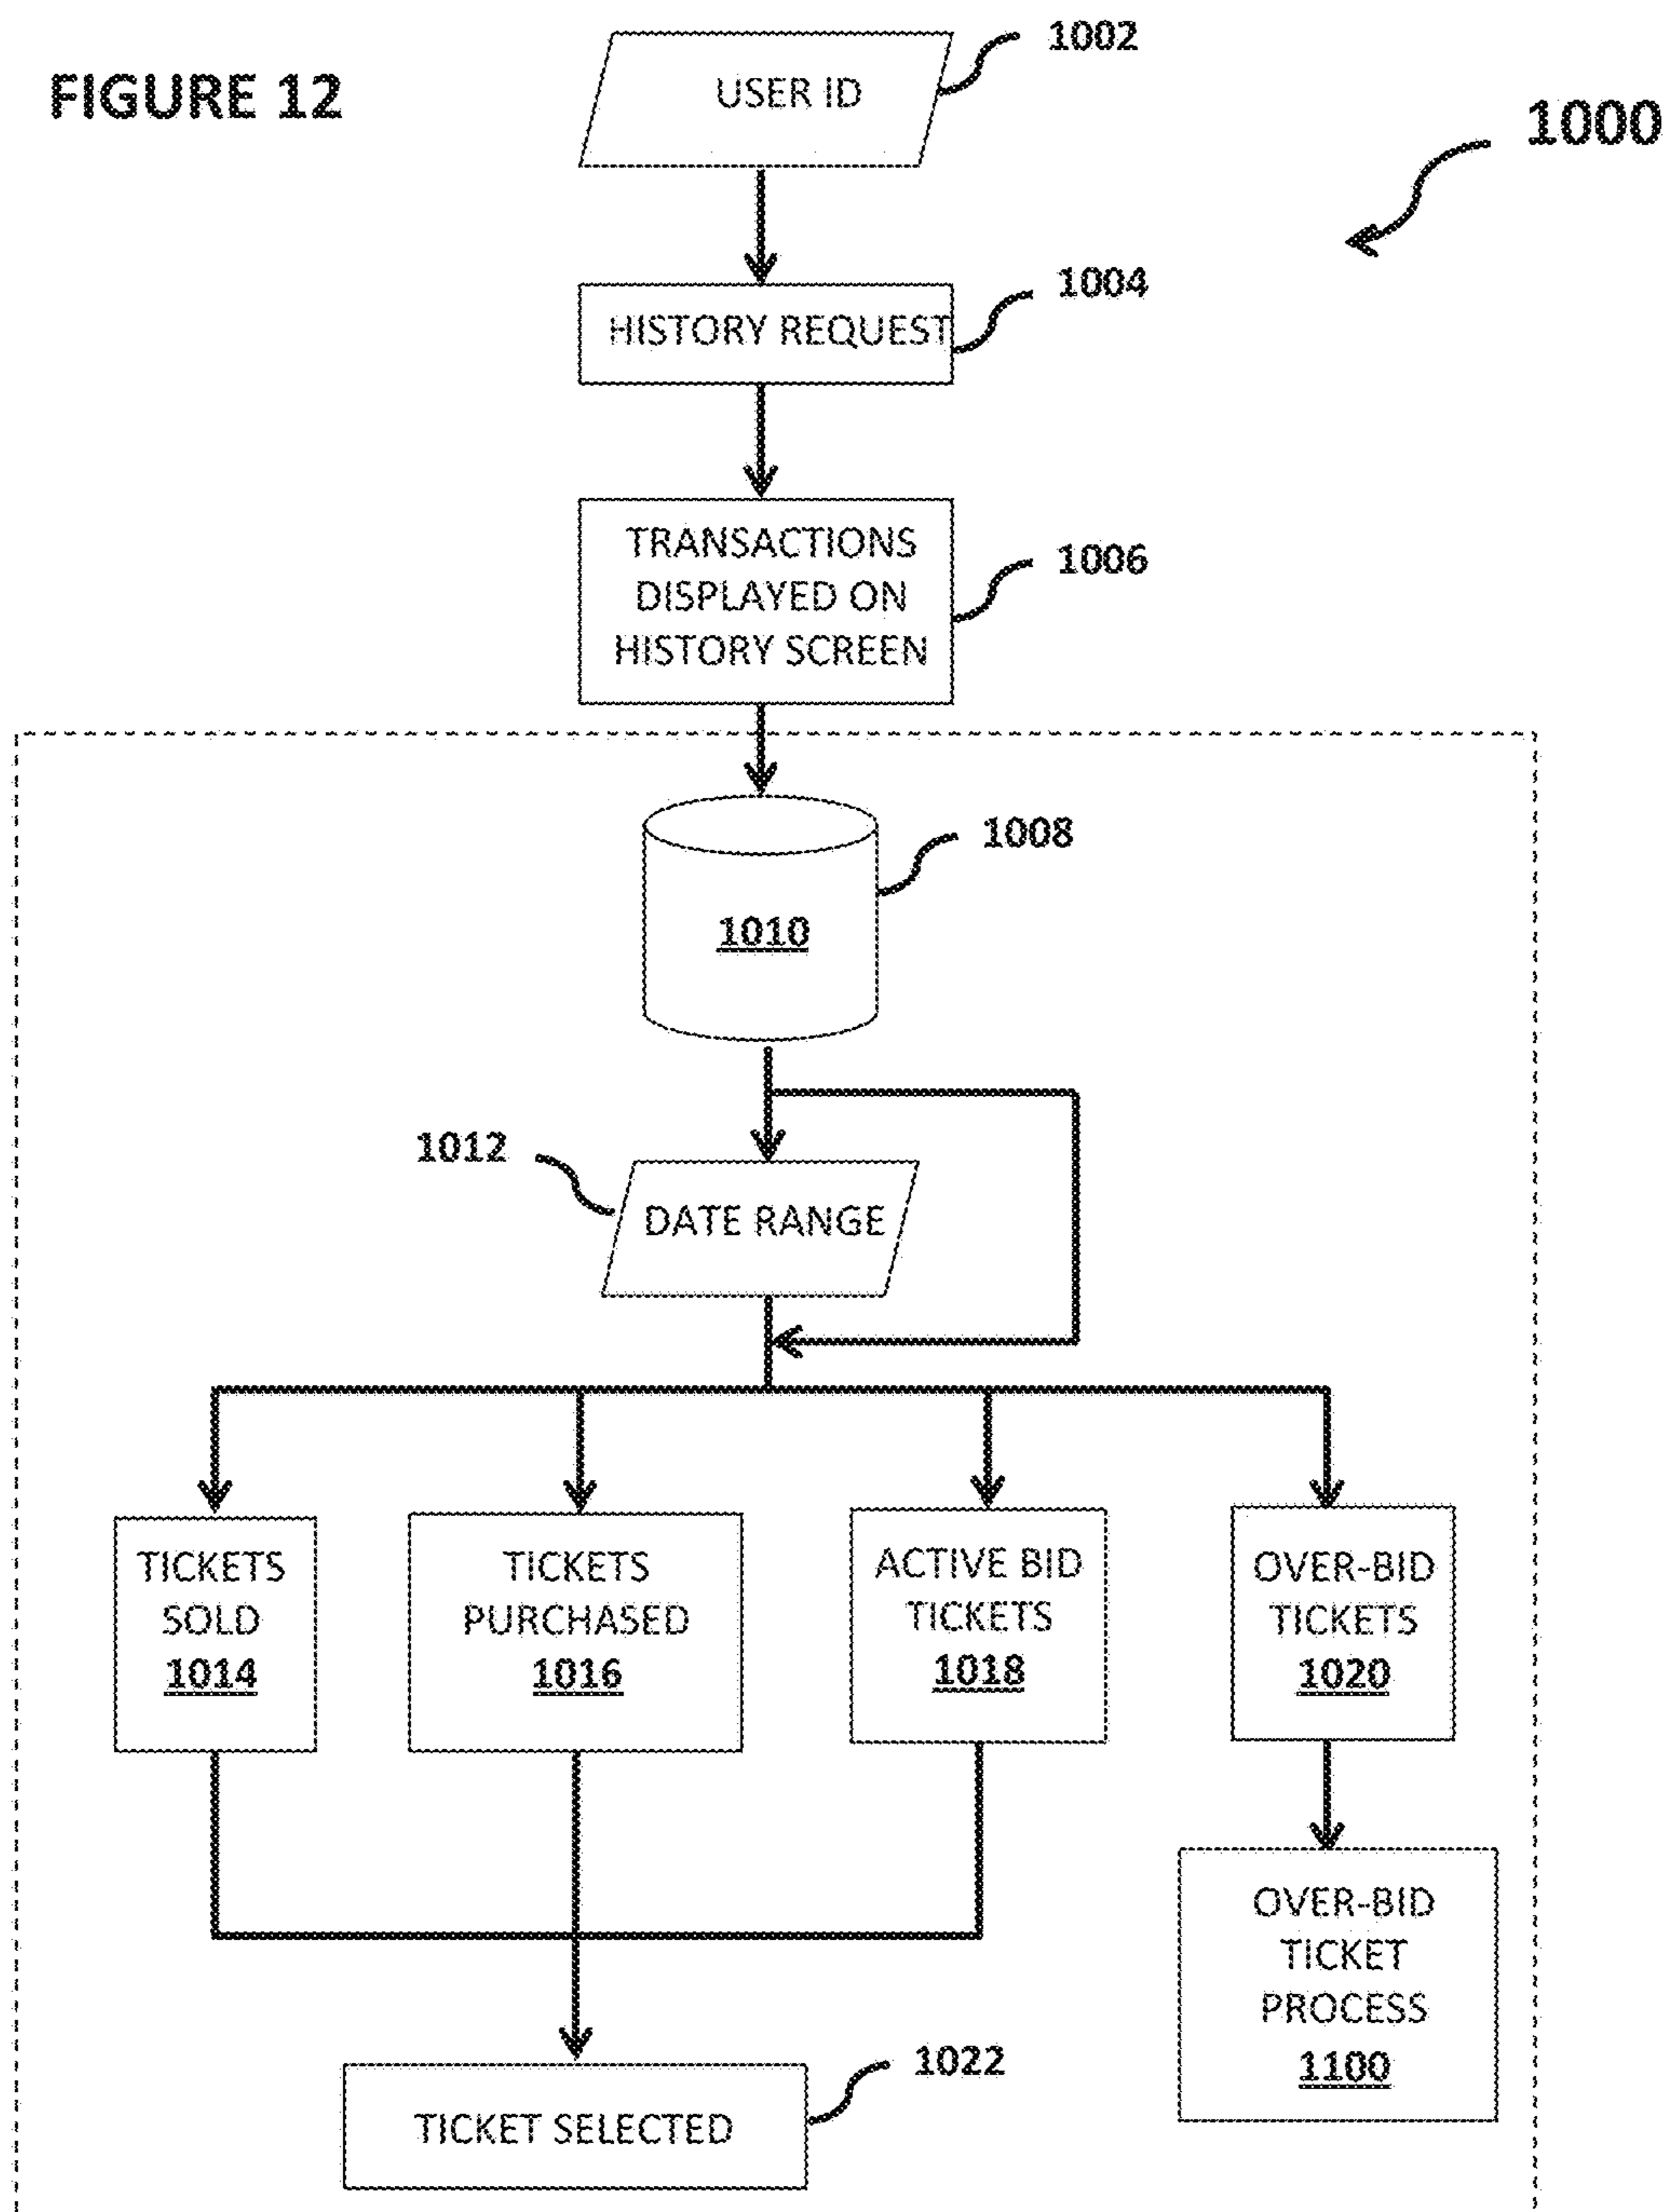 1002
USER ID
FIGURE 12
1000
1004
HISTORY REQUEST
TRANSACTIONS
DISPLAYED ON
HISTORY SCREEN
1006
1008
1010
1012
DATE RANGE
TICKETS
SOLD
1014
TICKETS
PURCHASED
1016
ACTIVE BID
TICKETS
1018
OVER-BID
TICKETS
1020
OVER-BID
TICKET
PROCESS
1100
1022
TICKET SELECTED